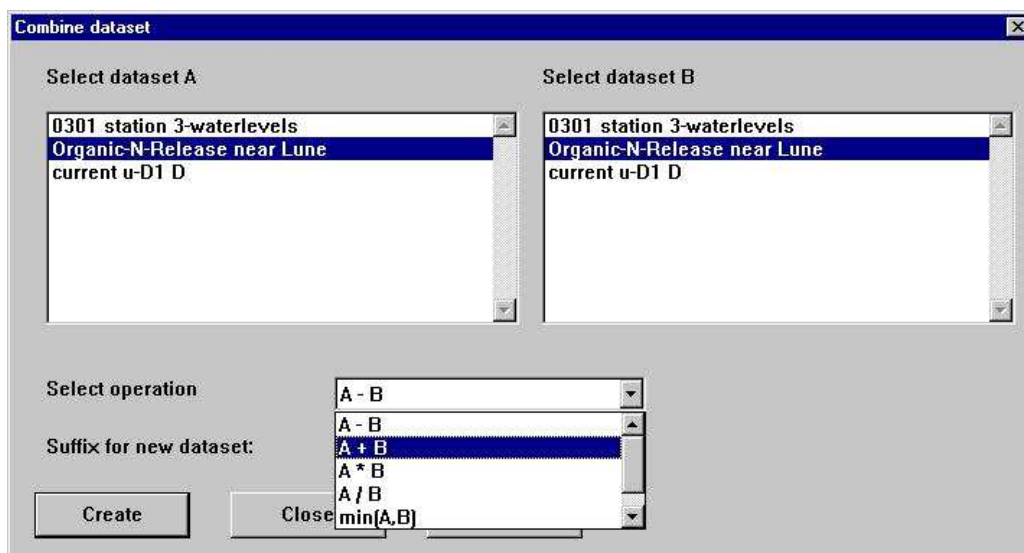 Combine dataset
Select dataset A
Select dataset B
0301 station 3-waterlevels
Organic-N-Release near Lune
current u-D1 D
0301 station 3-waterlevels
Organic-N-Release near Lune
current u-D1 D
Select operation
A - B
A - B
A + B
A * B
A / B
min(A,B)
Suffix for new dataset:
Create
Close